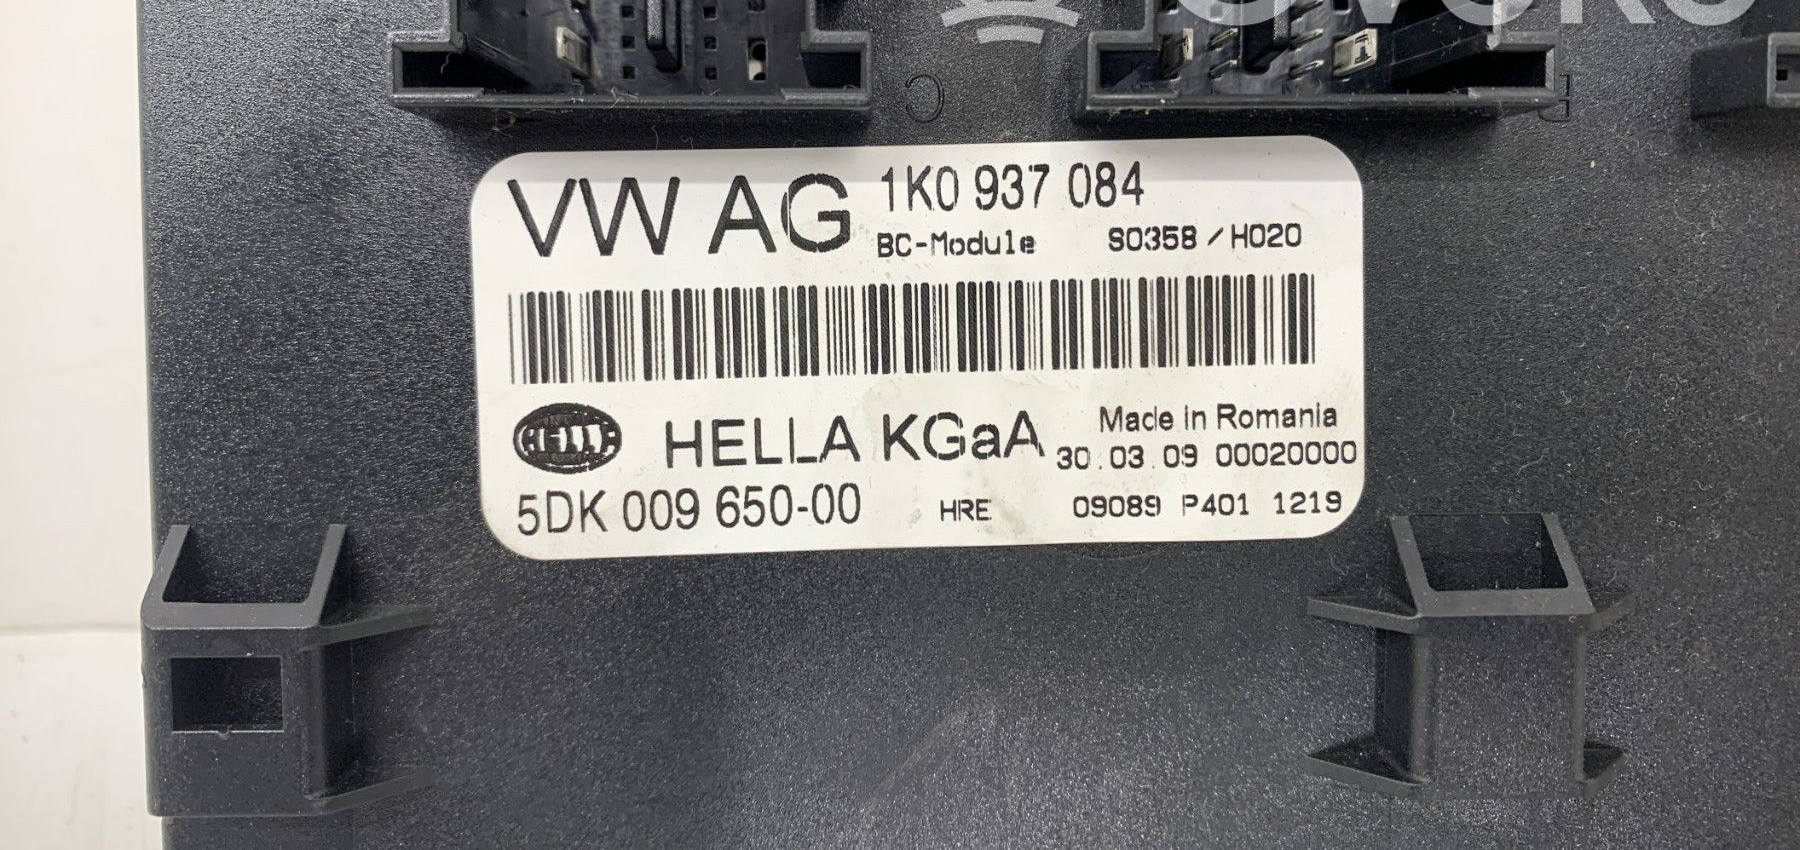 C
VW AG 1K0 937 084
BC-Module S0358 / H020
HELLA HELLA KGaA Made in Romania
30.03.09 00020000
5DK 009 650-00 HRE 09089 P401 1219